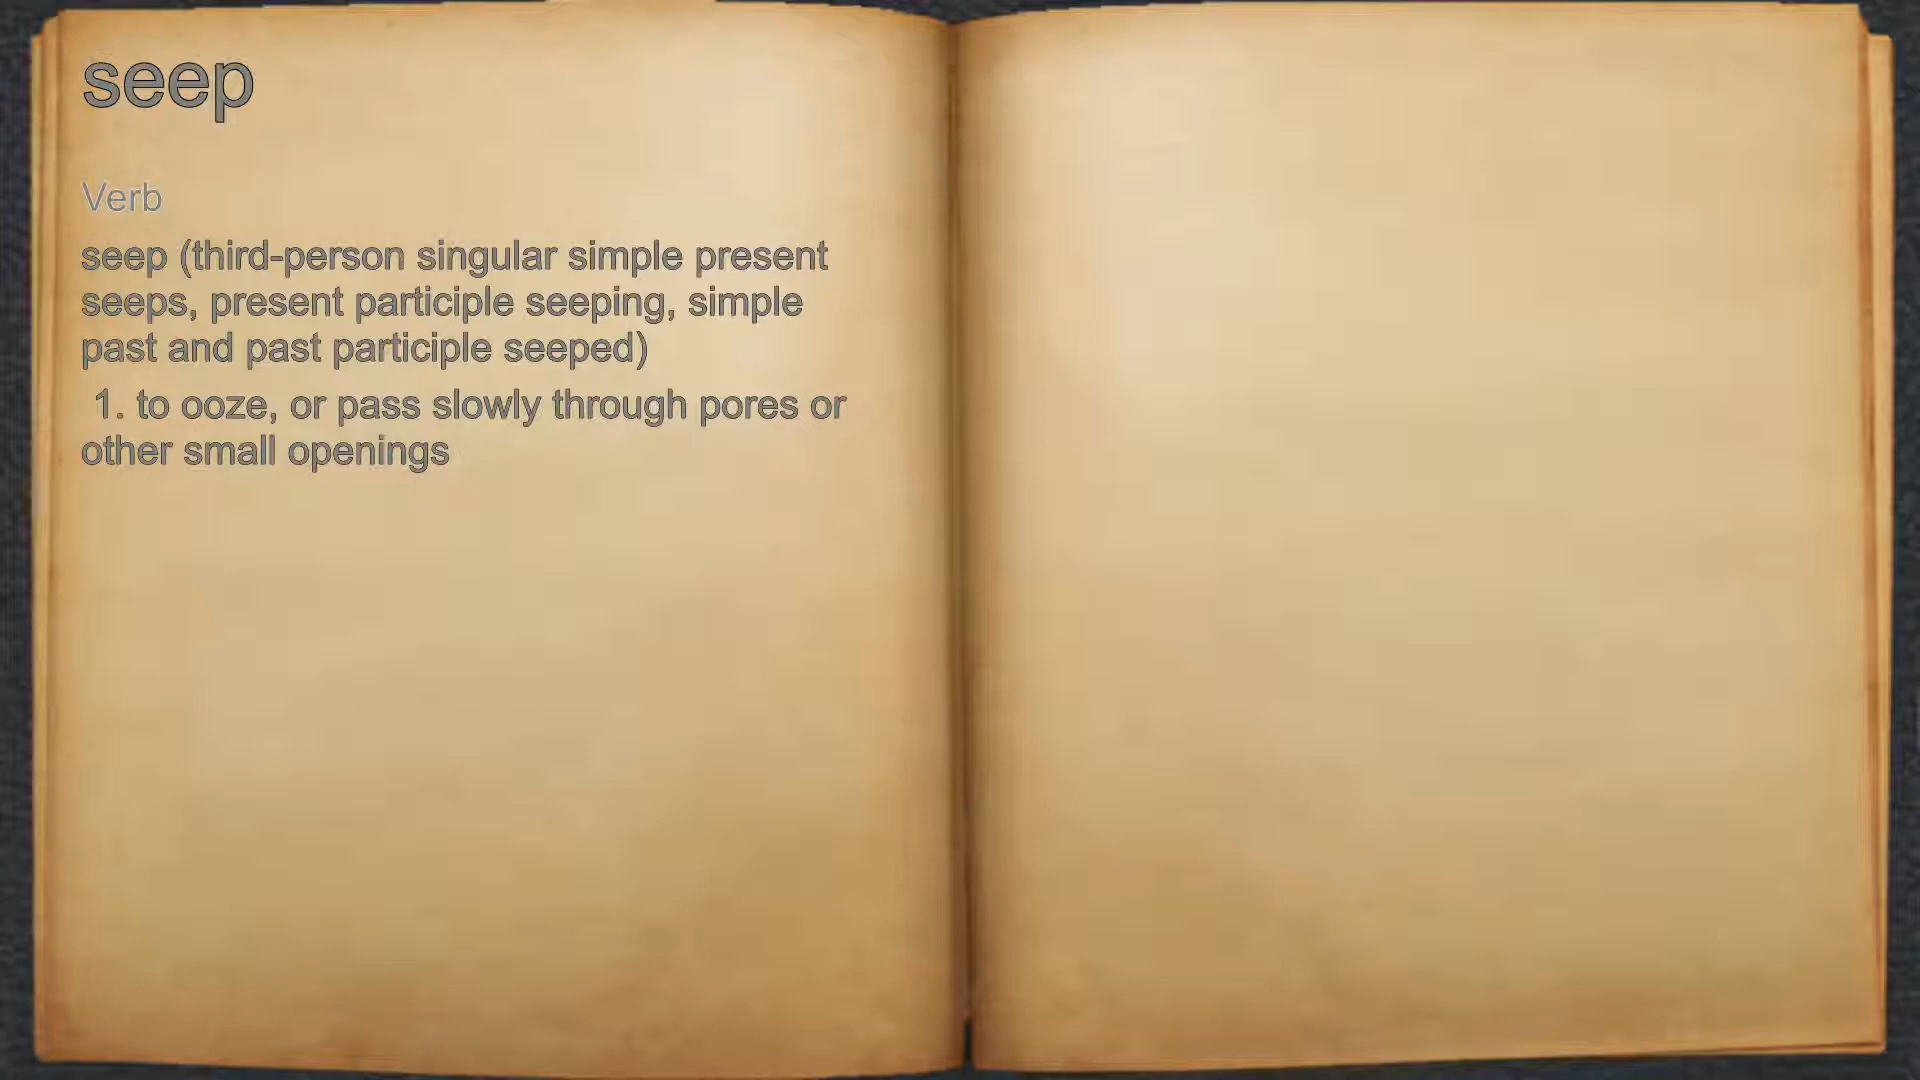 seep
Verb
seep (third-person singular simple present
seeps, present participle seeping, simple
past and past participle seeped)
1. to ooze, or pass slowly through pores or
other small openings